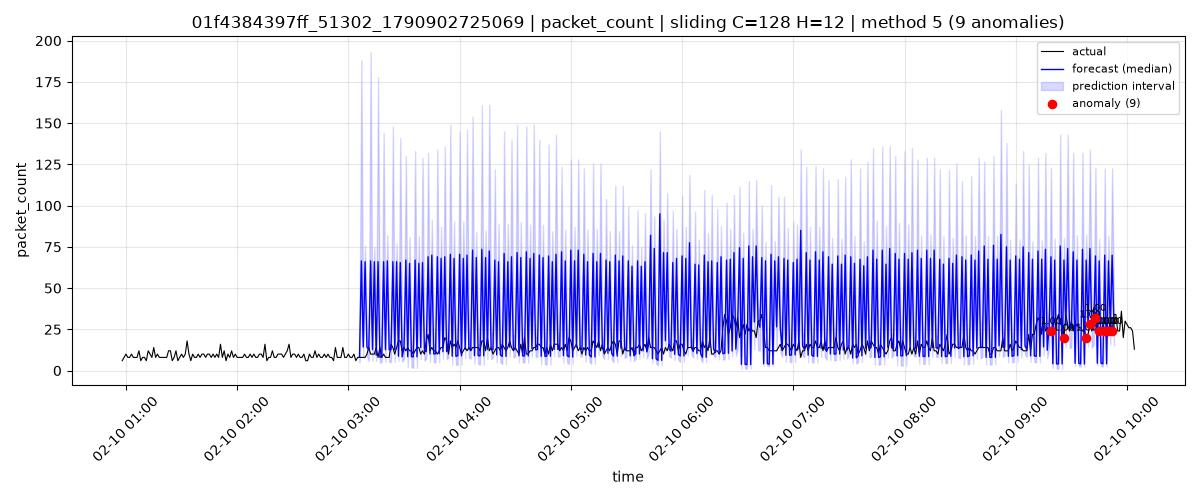 01f4384397ff_51302_1790902725069 | packet_count | sliding C=128 H=12 | method 5 (9 anomalies)
actual
forecast (median)
prediction interval
anomaly (9)
packet_count
200
175
150
125
100
75
50
25
0
02-10 01:00
02-10 02:00
02-10 03:00
02-10 04:00
02-10 05:00
02-10 06:00
02-10 07:00
02-10 08:00
02-10 09:00
02-10 10:00
time